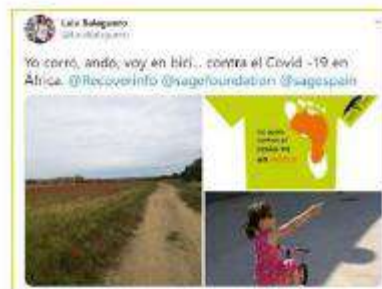 Lola Balaguero
Yo corro, ando, voy en bici... contra el Covid -19 en
África. @Recoverinfo @sagefoundation @sagespain